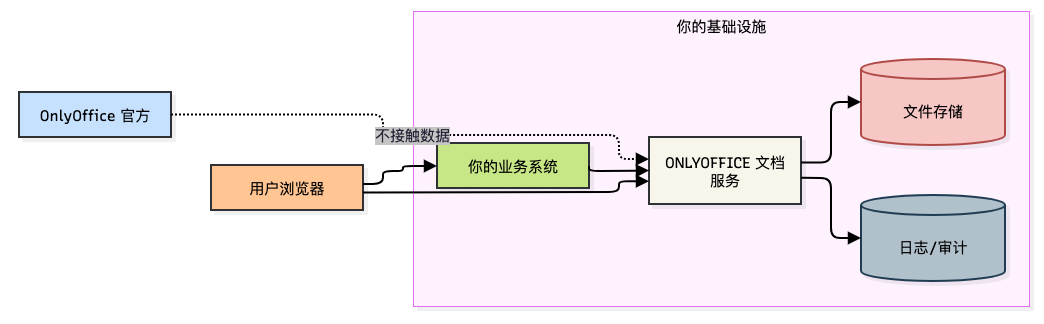 你的基础设施
OnlyOffice 官方
不接触数据
用户浏览器
你的业务系统
ONLYOFFICE 文档
服务
文件存储
日志/审计